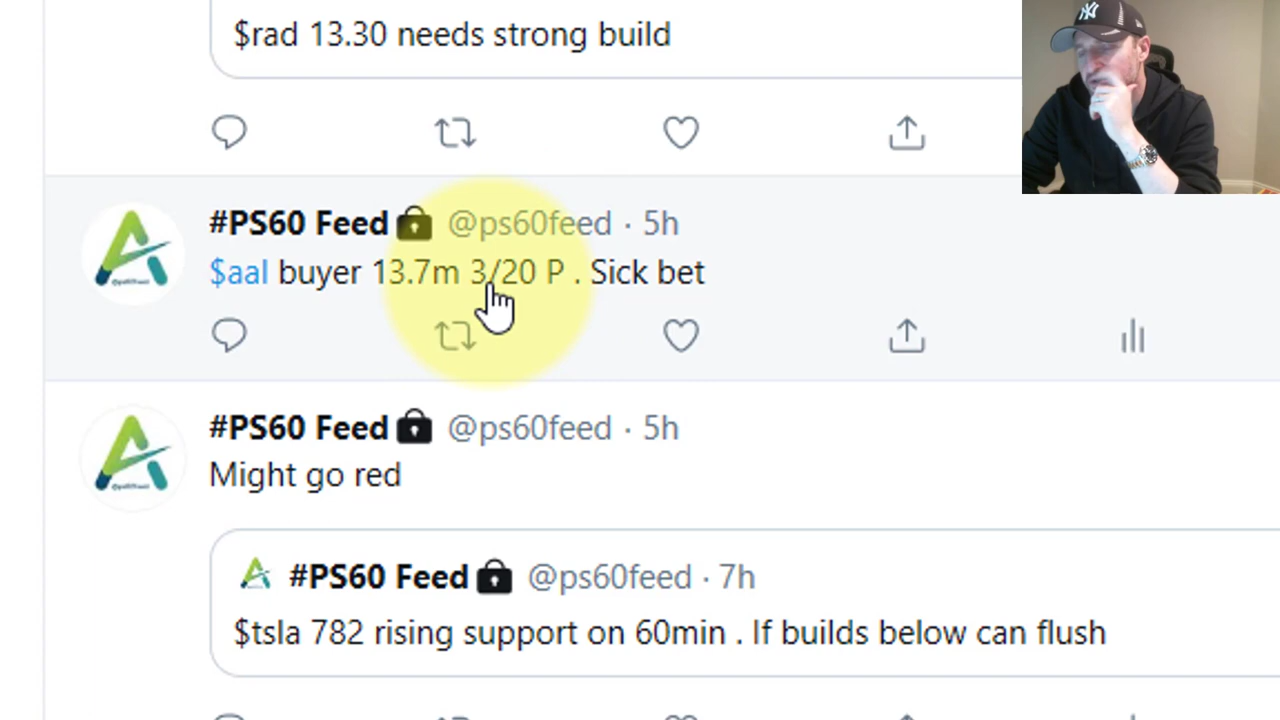 $rad 13.30 needs strong build
#PS60 Feed @ps60feed · 5h
$aal buyer 13.7m 3/20 P . Sick bet
#PS60 Feed @ps60feed · 5h
Might go red
#PS60 Feed @ps60feed · 7h
$tsla 782 rising support on 60min . If builds below can flush